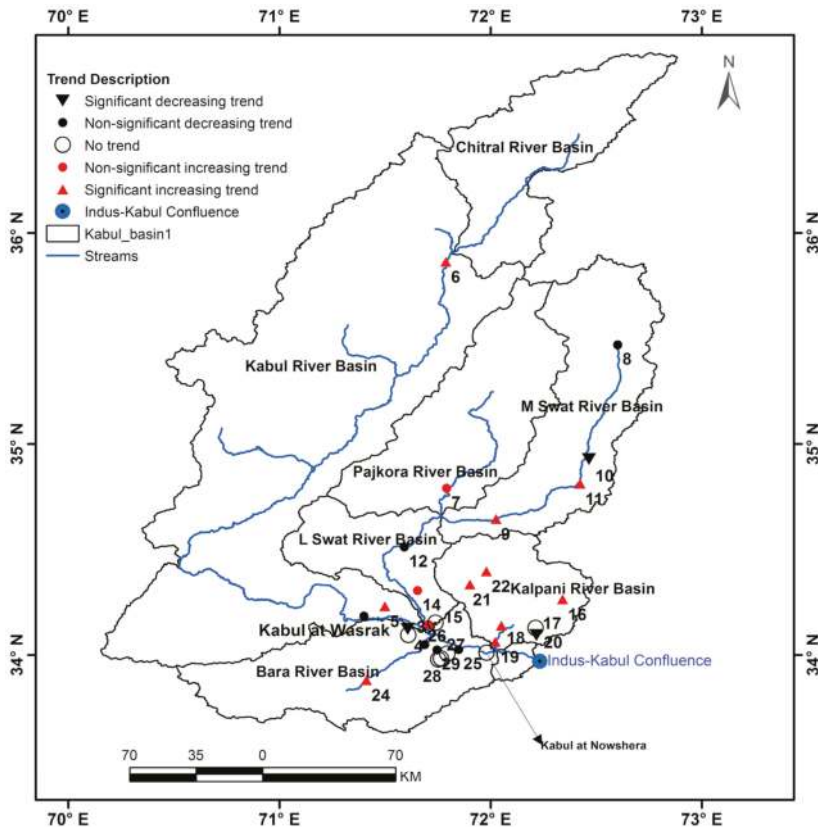 70° E
71° E
72° E
73° E
N
Trend Description
Significant decreasing trend
Non-significant decreasing trend
No trend
Non-significant increasing trend
Significant increasing trend
Indus-Kabul Confluence
Kabul_basin1
Streams
Chitral River Basin
36° N
36° N
6
8
Kabul River Basin
M Swat River Basin
35° N
35° N
Pajkora River Basin
10
11
7
9
L Swat River Basin
12
22
21
Kalpani River Basin
14
16
5
15
17
Kabul at Wasrak
26
18
20
34° N
34° N
4
27
19
Indus-Kabul Confluence
Bara River Basin
29
25
28
24
Kabul at Nowshera
70
35
0
70
KM
70° E
71° E
72° E
73° E